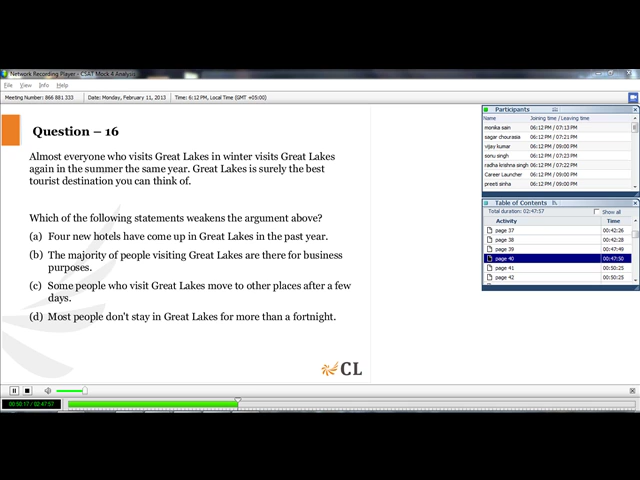 Network Recording Player - CSAT Mock 4 Analysis
File View Info Help
Meeting Number: 866 881 333 Date: Monday, February 11, 2013 Time: 6:12 PM, Local Time (GMT +05:00)
Question – 16
Almost everyone who visits Great Lakes in winter visits Great Lakes
again in the summer the same year. Great Lakes is surely the best
tourist destination you can think of.
Which of the following statements weakens the argument above?
(a) Four new hotels have come up in Great Lakes in the past year.
(b) The majority of people visiting Great Lakes are there for business
purposes.
(c) Some people who visit Great Lakes move to other places after a few
days.
(d) Most people don't stay in Great Lakes for more than a fortnight.
CL
Participants
Name Joining time / Leaving time
monika sain 06:12 PM / 07:13 PM
sagar chourasia 06:12 PM / 07:21 PM
vijay kumar 06:12 PM / 09:00 PM
sonu singh 06:12 PM / 07:23 PM
radha krishna singh 06:12 PM / 07:22 PM
Career Launcher 06:12 PM / 09:00 PM
preeti sinha 06:12 PM / 09:00 PM
Table of Contents
Total duration: 02:47:57 Show all
Activity Time
page 37 00:42:26
page 38 00:42:28
page 39 00:47:49
page 40 00:47:50
page 41 00:50:25
page 42 00:50:25
00:50:17 / 02:47:57